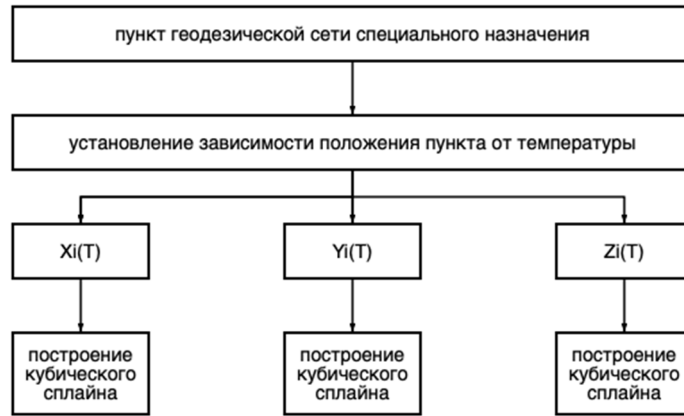 пункт геодезической сети специального назначения
установление зависимости положения пункта от температуры
Xi(T)
Yi(T)
Zi(T)
построение
кубического
сплайна
построение
кубического
сплайна
построение
кубического
сплайна